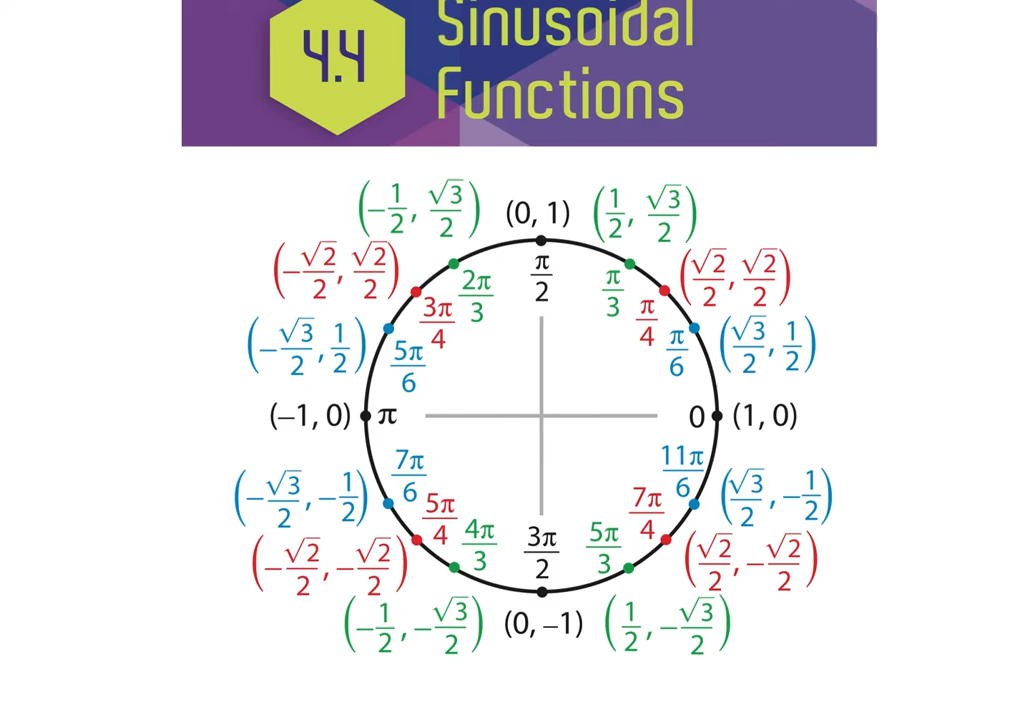 4.4
Sinusoidal
Functions
(−1/2, √3/2) (0, 1) (1/2, √3/2)
(−√2/2, √2/2) (√2/2, √2/2)
2π/3 π/2 π/3
3π/4 π/4
(−√3/2, 1/2) 5π/6 π/6 (√3/2, 1/2)
(−1, 0) π 0 (1, 0)
(−√3/2, −1/2) 7π/6 11π/6 (√3/2, −1/2)
5π/4 7π/4
4π/3 3π/2 5π/3
(−√2/2, −√2/2) (√2/2, −√2/2)
(−1/2, −√3/2) (0, −1) (1/2, −√3/2)